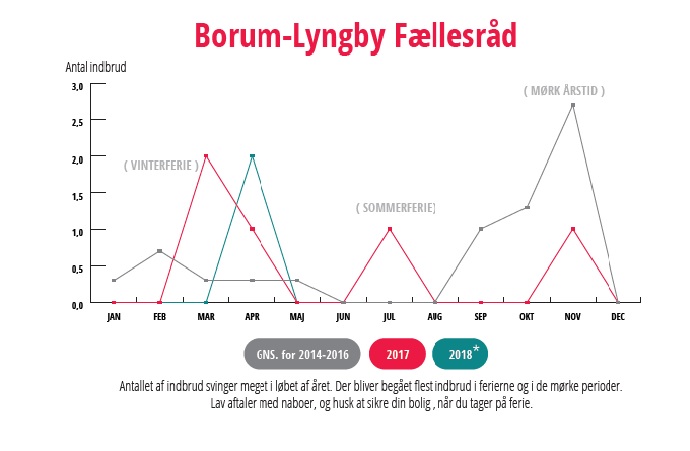 Borum-Lyngby Fællesråd
Antal indbrud
3,0
( MØRK ÅRSTID )
2,5
2,0
( VINTERFERIE )
1,5
( SOMMERFERIE)
1,0
0,5
0,0
JAN FEB MAR APR MAJ JUN JUL AUG SEP OKT NOV DEC
GNS. for 2014-2016 2017 2018*
Antallet af indbrud svinger meget i løbet af året. Der bliver begået flest indbrud i ferierne og i de mørke perioder.
Lav aftaler med naboer, og husk at sikre din bolig , når du tager på ferie.